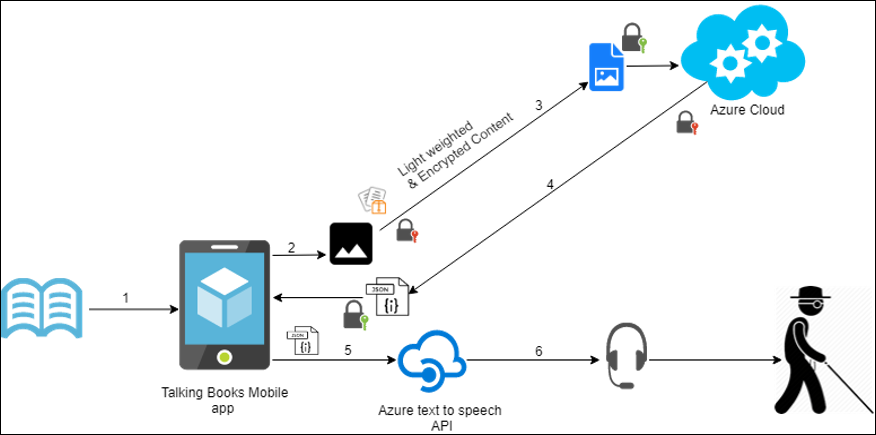 3
Azure Cloud
Light weighted
& Encrypted Content
4
2
JSON
{i}
1
JSON
{i}
5
6
Talking Books Mobile
app
Azure text to speech
API